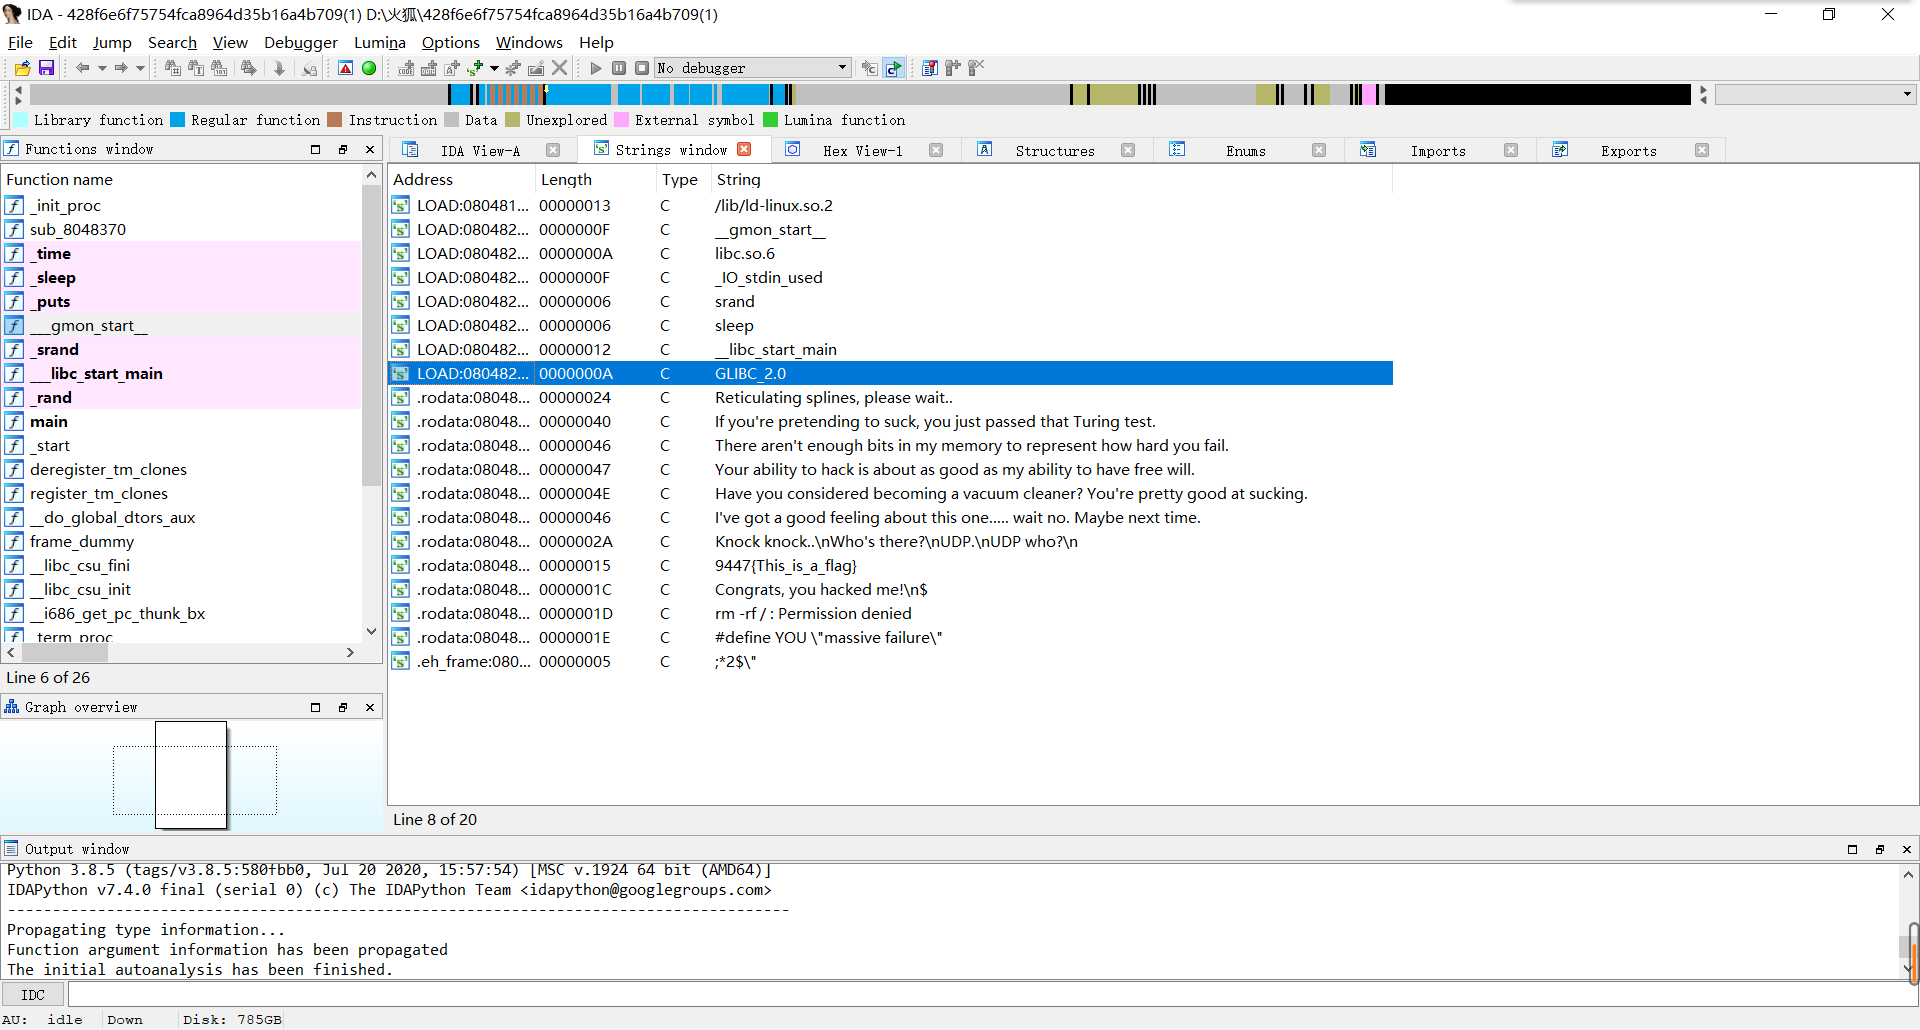 IDA - 428f6e6f75754fca8964d35b16a4b709(1) D:\火狐\428f6e6f75754fca8964d35b16a4b709(1)
File Edit Jump Search View Debugger Lumina Options Windows Help
No debugger
Library function Regular function Instruction Data Unexplored External symbol Lumina function
Functions window
Function name
_init_proc
sub_8048370
_time
_sleep
_puts
___gmon_start__
_srand
___libc_start_main
_rand
main
_start
deregister_tm_clones
register_tm_clones
__do_global_dtors_aux
frame_dummy
__libc_csu_fini
__libc_csu_init
__i686_get_pc_thunk_bx
_term_proc
Line 6 of 26
Graph overview
IDA View-A Strings window Hex View-1 Structures Enums Imports Exports
Address Length Type String
LOAD:080481... 00000013 C /lib/ld-linux.so.2
LOAD:080482... 0000000F C __gmon_start__
LOAD:080482... 0000000A C libc.so.6
LOAD:080482... 0000000F C _IO_stdin_used
LOAD:080482... 00000006 C srand
LOAD:080482... 00000006 C sleep
LOAD:080482... 00000012 C __libc_start_main
LOAD:080482... 0000000A C GLIBC_2.0
.rodata:08048... 00000024 C Reticulating splines, please wait..
.rodata:08048... 00000040 C If you're pretending to suck, you just passed that Turing test.
.rodata:08048... 00000046 C There aren't enough bits in my memory to represent how hard you fail.
.rodata:08048... 00000047 C Your ability to hack is about as good as my ability to have free will.
.rodata:08048... 0000004E C Have you considered becoming a vacuum cleaner? You're pretty good at sucking.
.rodata:08048... 00000046 C I've got a good feeling about this one..... wait no. Maybe next time.
.rodata:08048... 0000002A C Knock knock..\nWho's there?\nUDP.\nUDP who?\n
.rodata:08048... 00000015 C 9447{This_is_a_flag}
.rodata:08048... 0000001C C Congrats, you hacked me!\n$
.rodata:08048... 0000001D C rm -rf / : Permission denied
.rodata:08048... 0000001E C #define YOU \"massive failure\"
.eh_frame:080... 00000005 C ;*2$\"
Line 8 of 20
Output window
Python 3.8.5 (tags/v3.8.5:580fbb0, Jul 20 2020, 15:57:54) [MSC v.1924 64 bit (AMD64)]
IDAPython v7.4.0 final (serial 0) (c) The IDAPython Team <idapython@googlegroups.com>
------------------------------------------------------------------------------------------
Propagating type information...
Function argument information has been propagated
The initial autoanalysis has been finished.
IDC
AU: idle Down Disk: 785GB